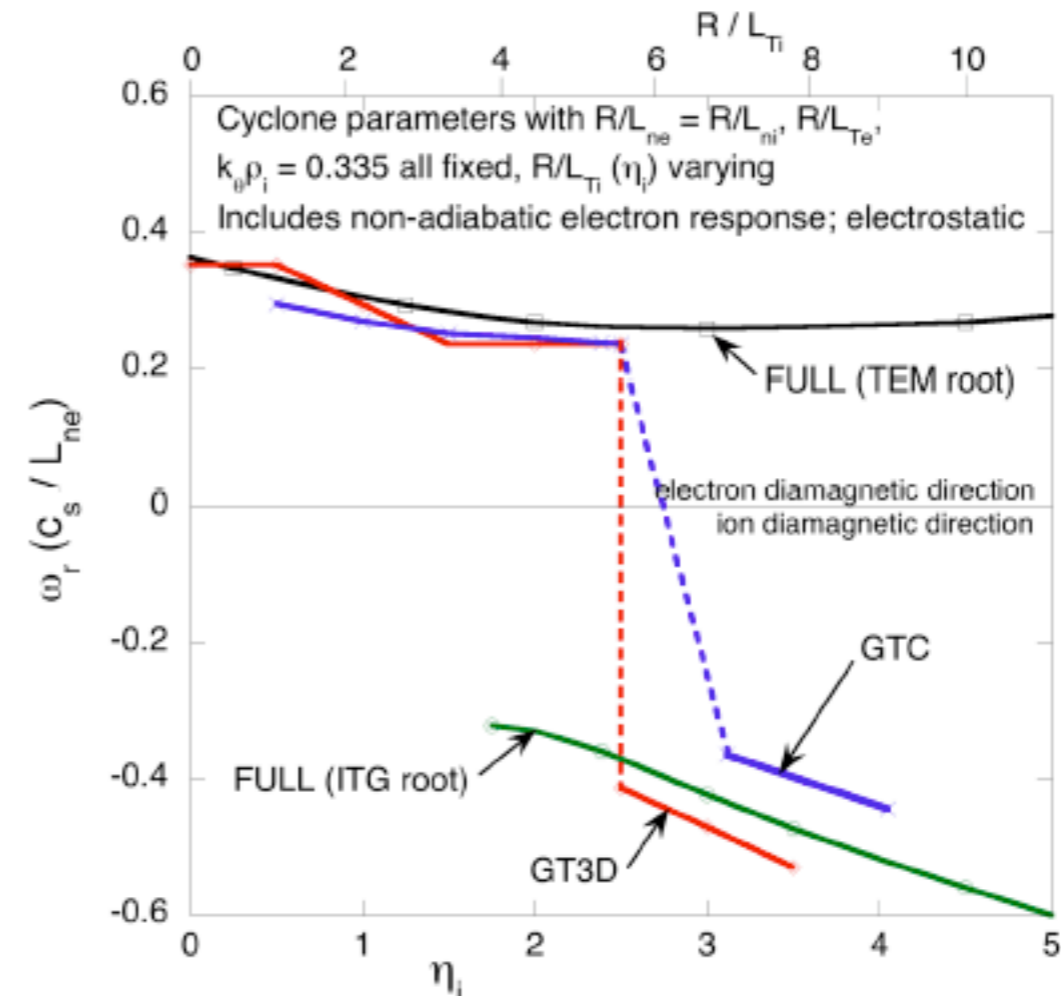 R / L_Ti
0 2 4 6 8 10
0.6
Cyclone parameters with R/L_ne = R/L_ni, R/L_Te,
k_θρ_i = 0.335 all fixed, R/L_Ti (η_i) varying
Includes non-adiabatic electron response; electrostatic
0.4
0.2
FULL (TEM root)
electron diamagnetic direction
0
ion diamagnetic direction
ω_r (c_s / L_ne)
-0.2
GTC
-0.4
FULL (ITG root)
GT3D
-0.6
0 1 2 3 4 5
η_i